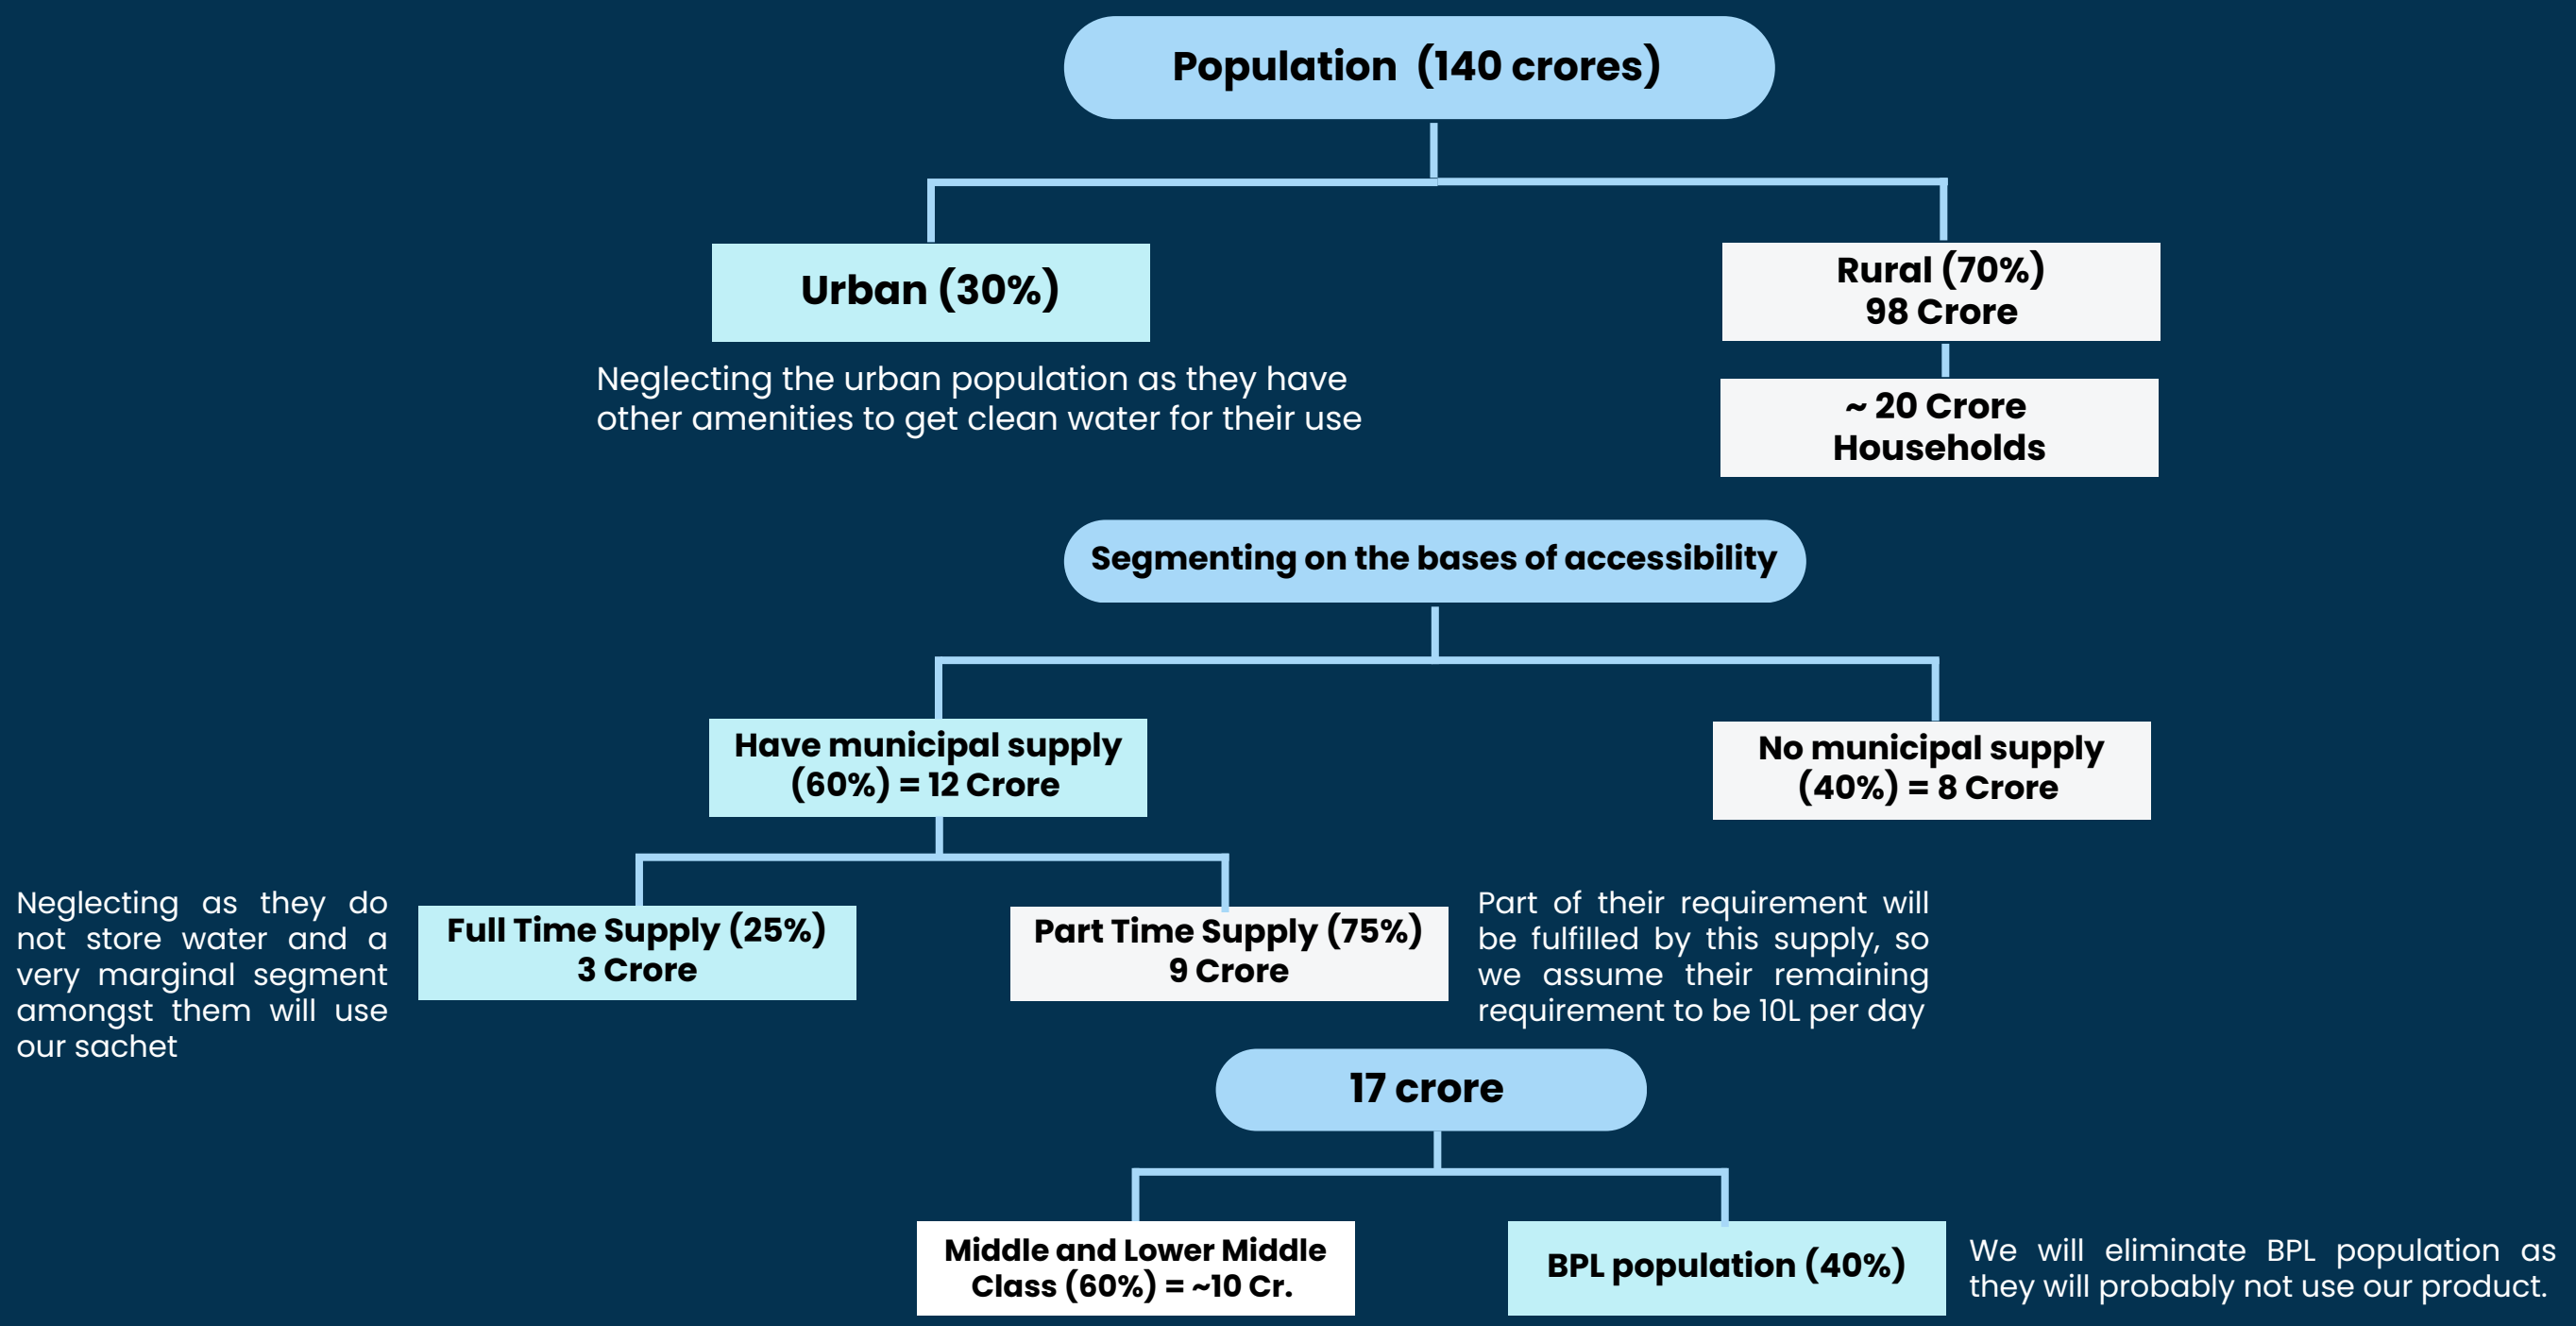 Population (140 crores)
Urban (30%)
Rural (70%)
98 Crore
Neglecting the urban population as they have
other amenities to get clean water for their use
~ 20 Crore
Households
Segmenting on the bases of accessibility
Have municipal supply
(60%) = 12 Crore
No municipal supply
(40%) = 8 Crore
Neglecting as they do
not store water and a
very marginal segment
amongst them will use
our sachet
Full Time Supply (25%)
3 Crore
Part Time Supply (75%)
9 Crore
Part of their requirement will
be fulfilled by this supply, so
we assume their remaining
requirement to be 10L per day
17 crore
Middle and Lower Middle
Class (60%) = ~10 Cr.
BPL population (40%)
We will eliminate BPL population as
they will probably not use our product.